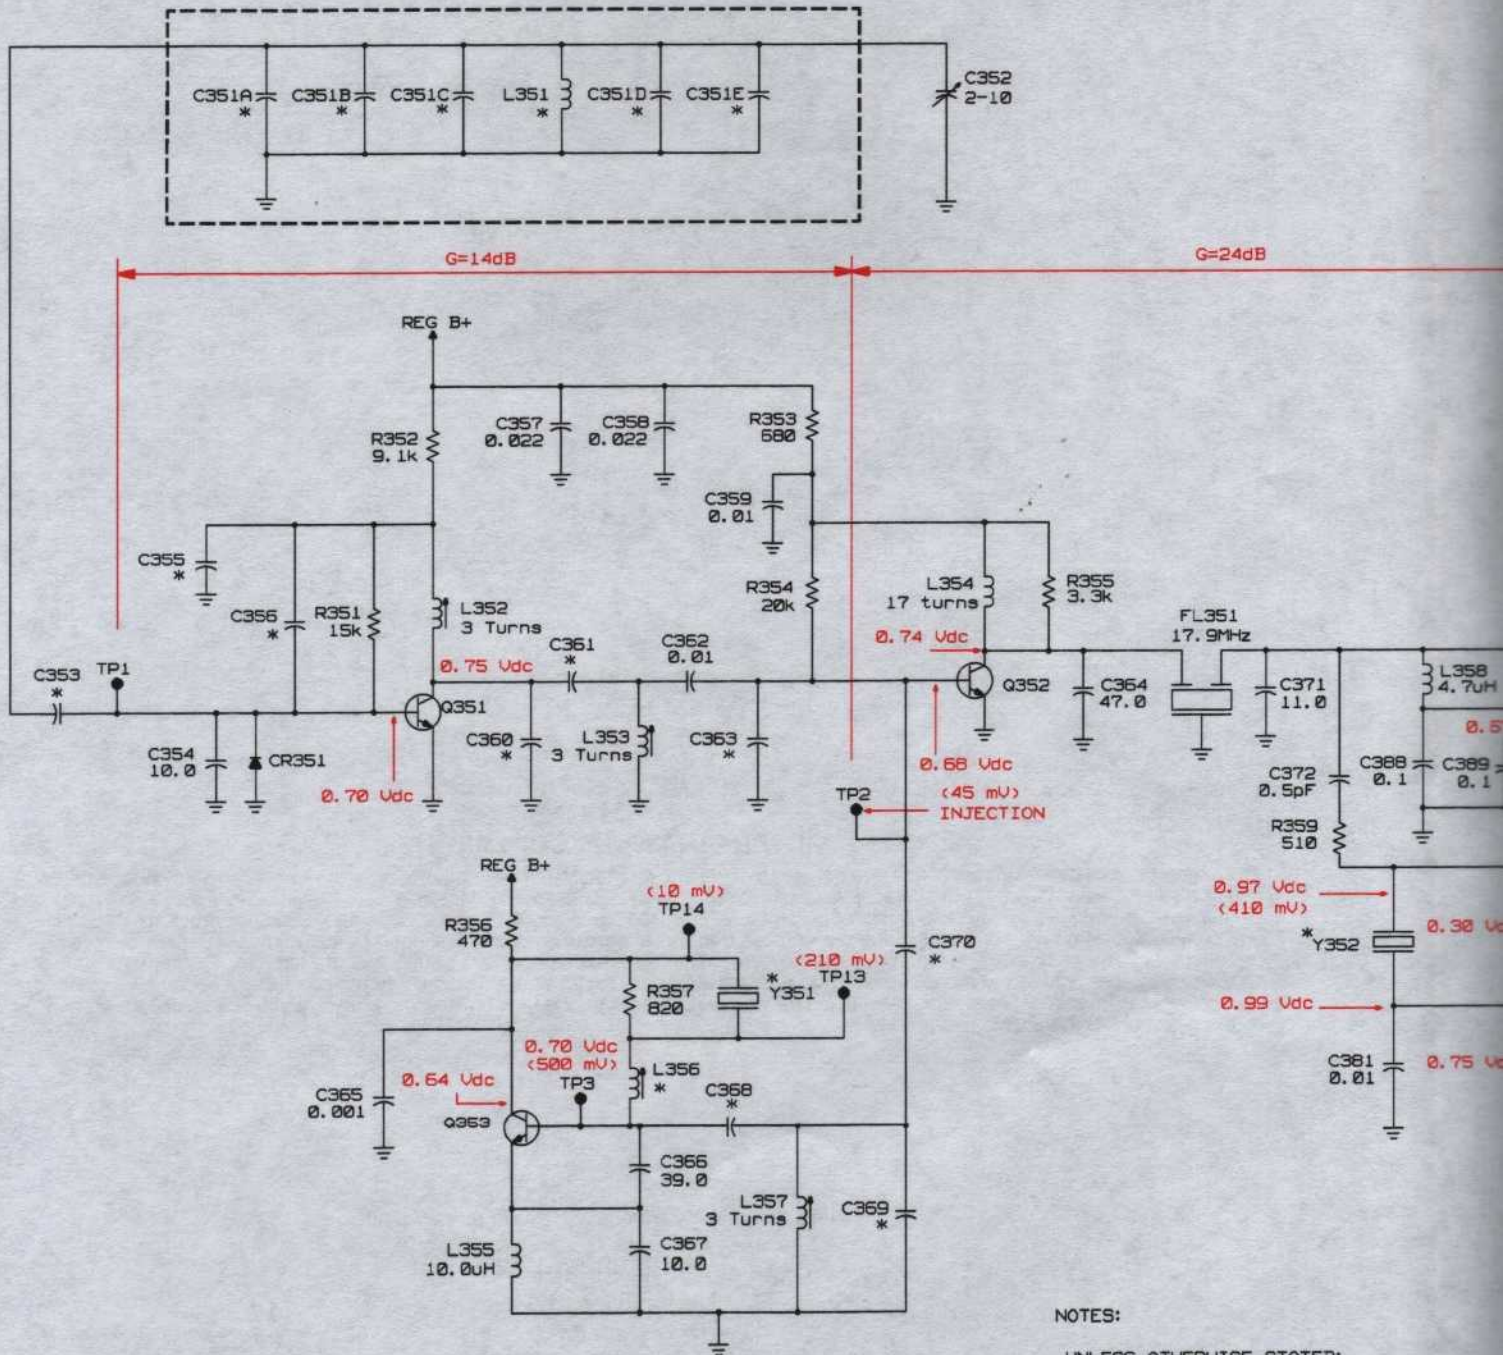 C351A
*
C351B
*
C351C
*
L351
*
C351D
*
C351E
*
C352
2-10
G=14dB
G=24dB
REG B+
R352
9.1k
C357
0.022
C358
0.022
R353
680
C359
0.01
C355
*
C356
*
R351
15k
L352
3 Turns
R354
20k
L354
17 turns
R355
3.3k
FL351
17.9MHz
C353
*
TP1
0.75 Vdc
C361
*
C362
0.01
0.74 Vdc
Q351
Q352
C364
47.0
C371
11.0
L358
4.7uH
C354
10.0
CR351
0.70 Vdc
C360
*
L353
3 Turns
C363
*
0.68 Vdc
(45 mV)
INJECTION
TP2
C372
0.5pF
C388
0.1
C389
0.1
R359
510
REG B+
R356
470
(10 mV)
TP14
(210 mV)
TP13
R357
820
*
Y351
C370
*
0.97 Vdc
(410 mV)
*
Y352
0.30
0.99 Vdc
0.70 Vdc
(500 mV)
TP3
L356
*
C368
*
C365
0.001
0.64 Vdc
Q353
C381
0.01
0.75
C366
39.0
L357
3 Turns
C369
*
L355
10.0uH
C367
10.0
NOTES:
UNLESS OTHERWISE STATED: